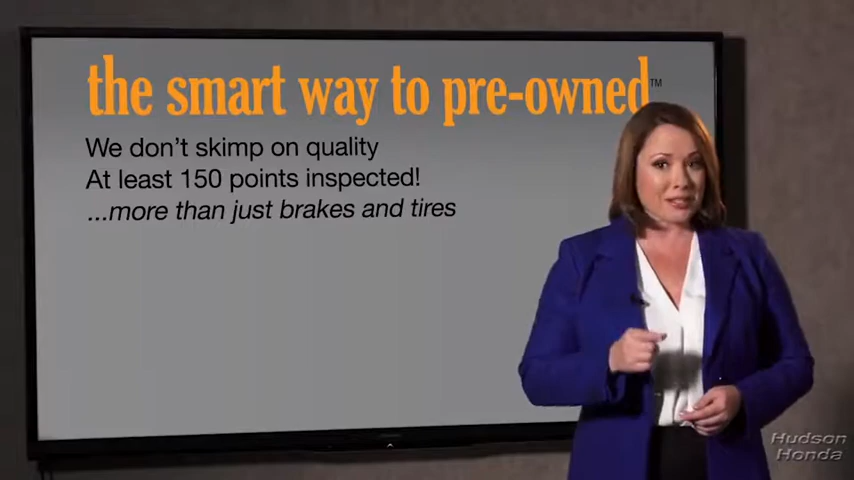 the smart way to pre-owned™
We don't skimp on quality
At least 150 points inspected!
...more than just brakes and tires
Hudson
Honda